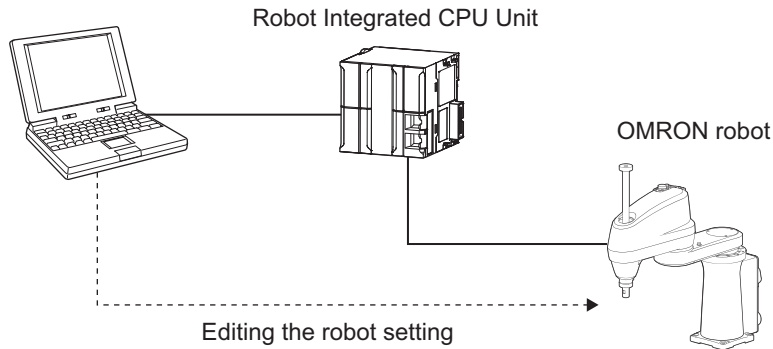 Robot Integrated CPU Unit
OMRON robot
Editing the robot setting